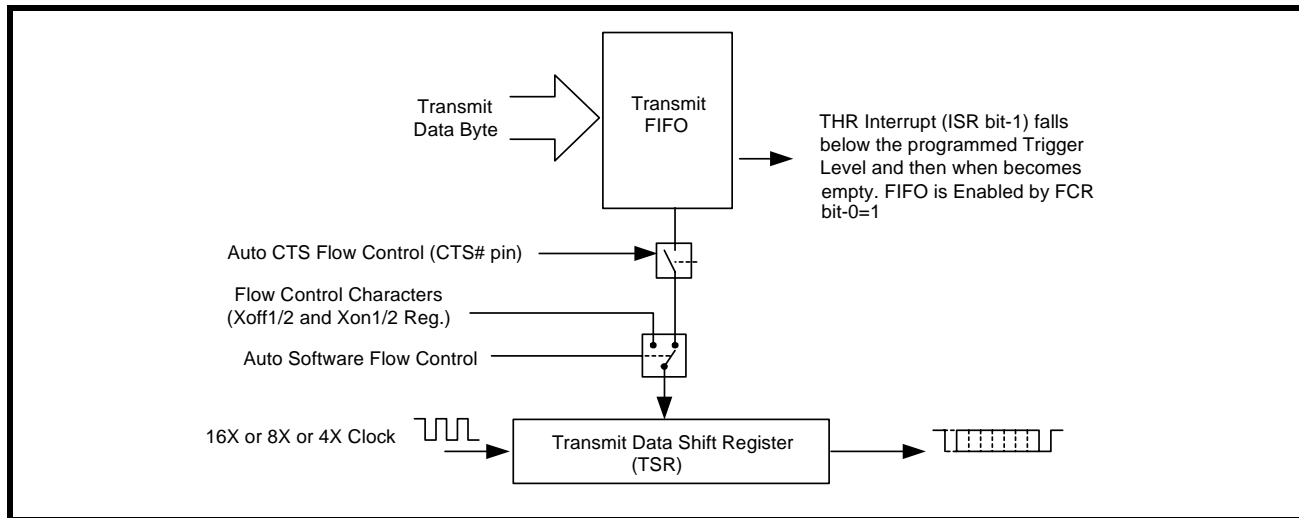 Transmit
Data Byte
Transmit
FIFO
THR Interrupt (ISR bit-1) falls
below the programmed Trigger
Level and then when becomes
empty. FIFO is Enabled by FCR
bit-0=1
Auto CTS Flow Control (CTS# pin)
Flow Control Characters
(Xoff1/2 and Xon1/2 Reg.)
Auto Software Flow Control
16X or 8X or 4X Clock
Transmit Data Shift Register
(TSR)